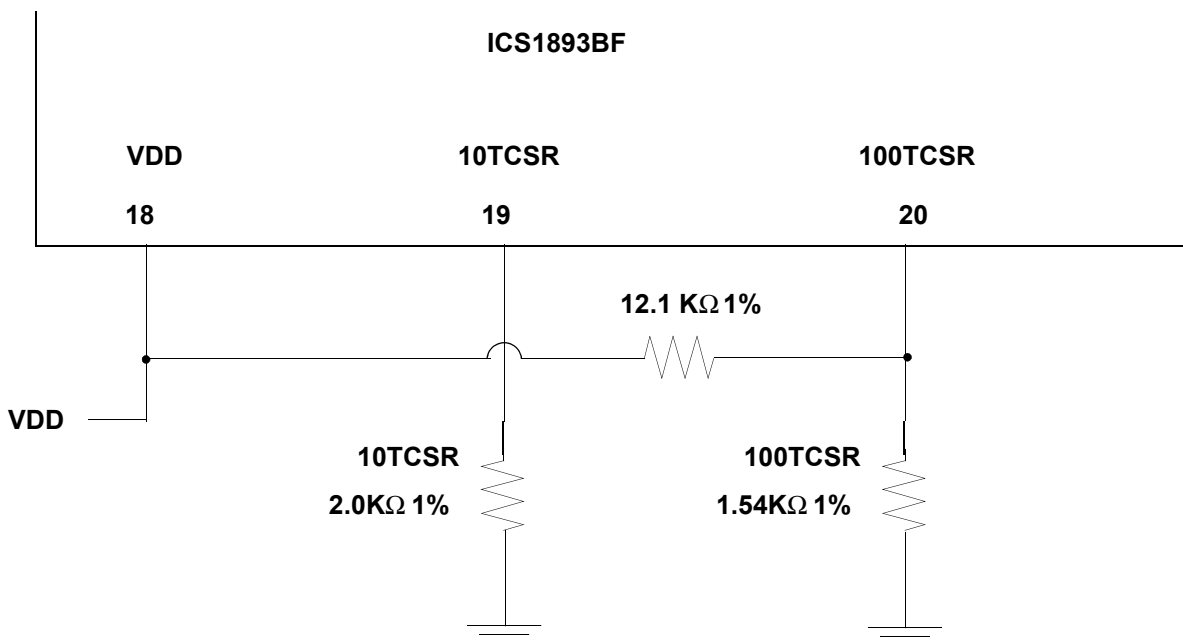 ICS1893BF
VDD 10TCSR 100TCSR
18 19 20
12.1 KΩ 1%
VDD
10TCSR 100TCSR
2.0KΩ 1% 1.54KΩ 1%